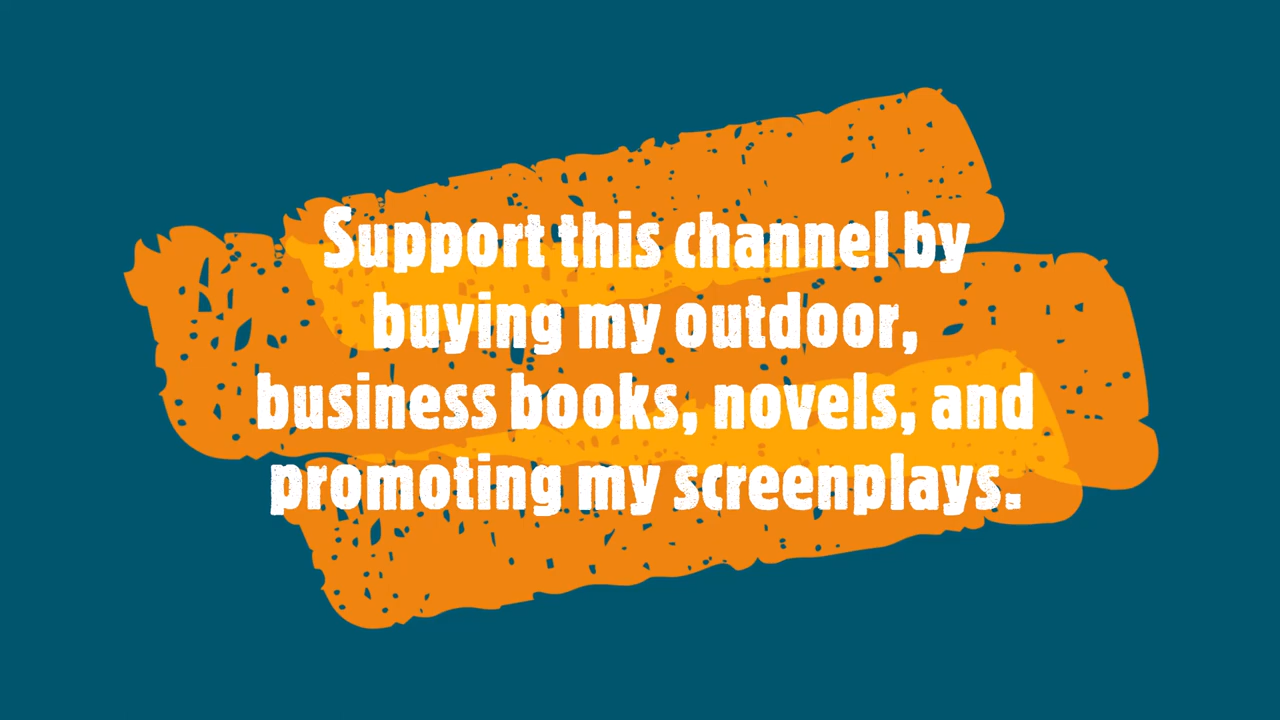 Support this channel by
buying my outdoor,
business books, novels, and
promoting my screenplays.